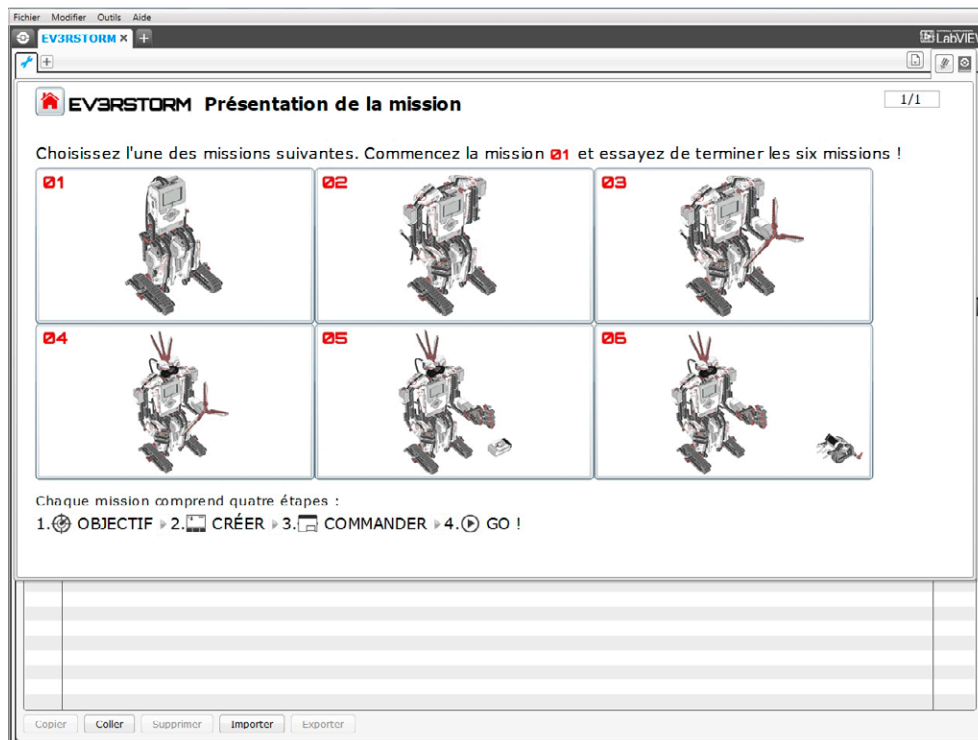 Fichier Modifier Outils Aide
EV3RSTORM × +
LabVIEW
+
EV3RSTORM Présentation de la mission
1/1
Choisissez l'une des missions suivantes. Commencez la mission 01 et essayez de terminer les six missions !
01 02 03
04 05 06
Chaque mission comprend quatre étapes :
1. OBJECTIF 2. CRÉER 3. COMMANDER 4. GO !
Copier Coller Supprimer Importer Exporter